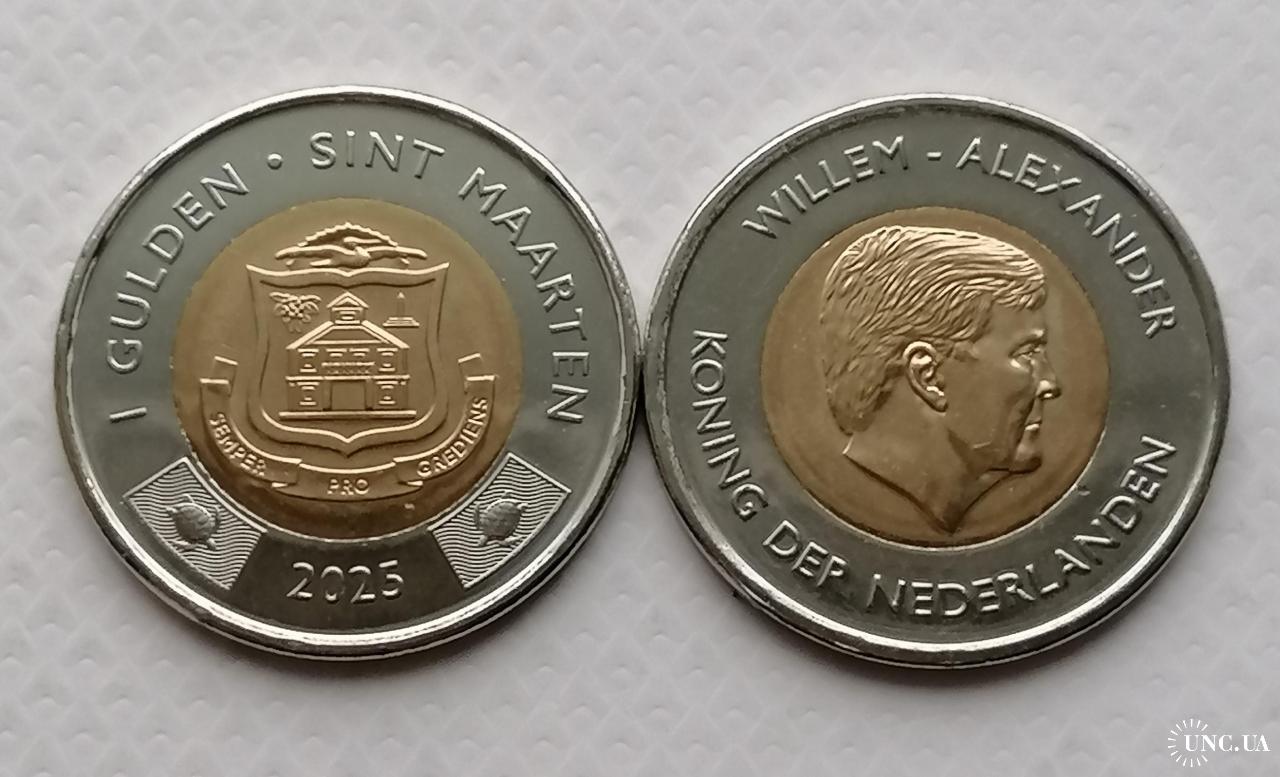 1 GULDEN · SINT MAARTEN
SEMPER PRO GREDIENS
2025
WILLEM - ALEXANDER
KONING DER NEDERLANDEN
UNC.UA